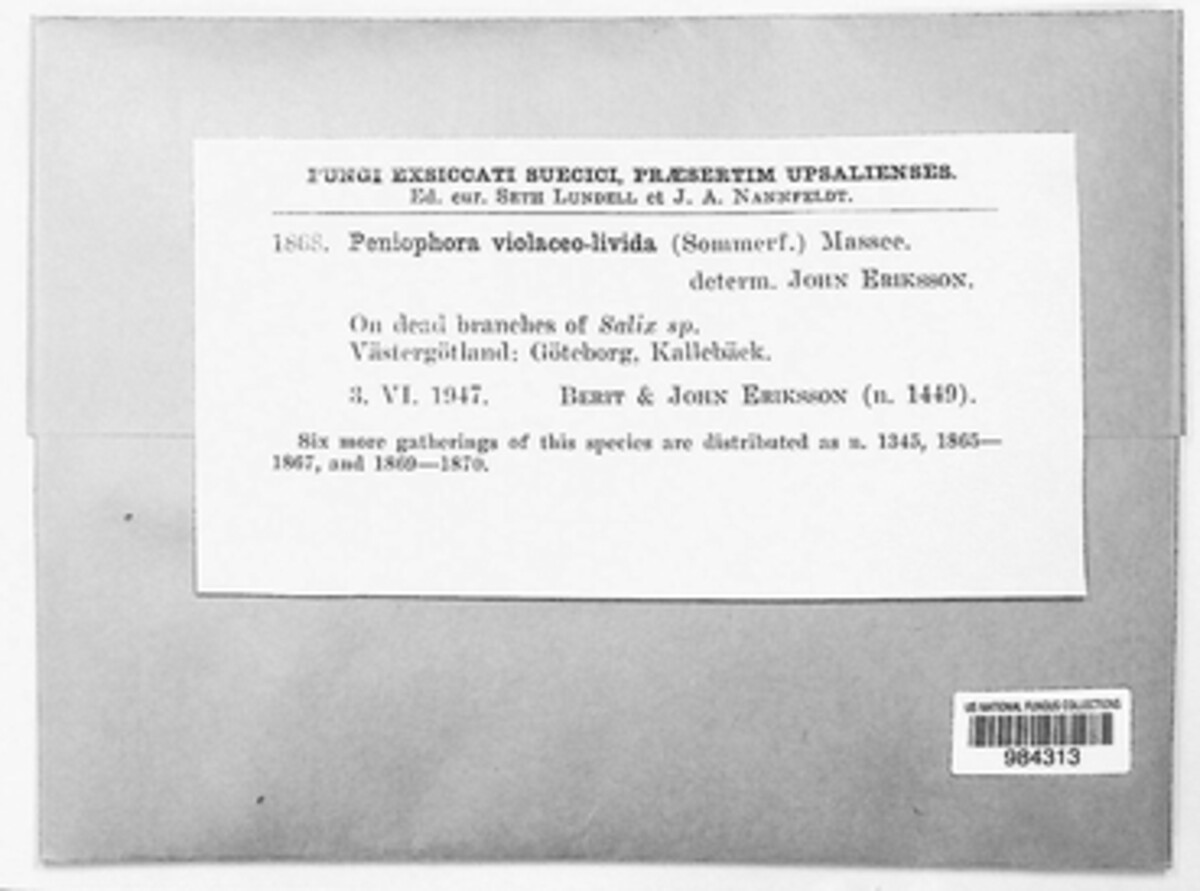 FUNGI EXSICCATI SUECICI, PRÆSERTIM UPSALIENSES.
Ed. cur. SETH LUNDELL et J. A. NANNFELDT.
1868. Peniophora violaceo-livida (Sommerf.) Massee.
determ. JOHN ERIKSSON.
On dead branches of Salix sp.
Västergötland: Göteborg, Kallebäck.
3. VI. 1947. BERIT & JOHN ERIKSSON (n. 1449).
Six more gatherings of this species are distributed as n. 1345, 1865—
1867, and 1869—1870.
US NATIONAL FUNGUS COLLECTIONS
984313